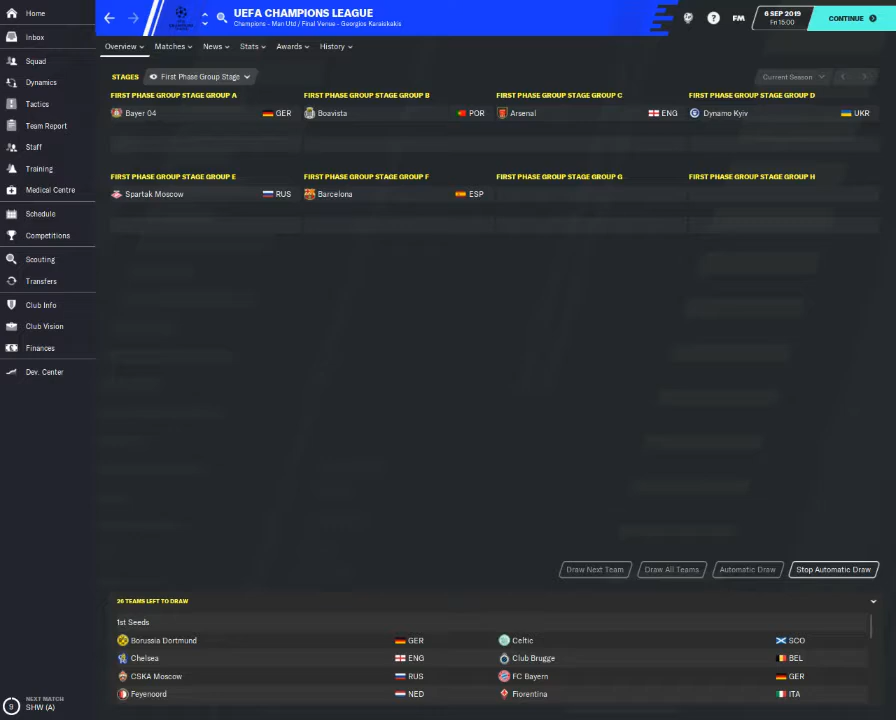 Home
Inbox
Squad
Dynamics
Tactics
Team Report
Staff
Training
Medical Centre
Schedule
Competitions
Scouting
Transfers
Club Info
Club Vision
Finances
Dev. Center
9 NEXT MATCH
SHW (A)
UEFA CHAMPIONS LEAGUE
Champions - Man Utd / Final Venue - Georgios Karaiskakis
? FM 6 SEP 2019
Fri 15:00
CONTINUE
Overview Matches News Stats Awards History
STAGES First Phase Group Stage Current Season
FIRST PHASE GROUP STAGE GROUP A FIRST PHASE GROUP STAGE GROUP B FIRST PHASE GROUP STAGE GROUP C FIRST PHASE GROUP STAGE GROUP D
Bayer 04 GER Boavista POR Arsenal ENG Dynamo Kyiv UKR
FIRST PHASE GROUP STAGE GROUP E FIRST PHASE GROUP STAGE GROUP F FIRST PHASE GROUP STAGE GROUP G FIRST PHASE GROUP STAGE GROUP H
Spartak Moscow RUS Barcelona ESP
Draw Next Team Draw All Teams Automatic Draw Stop Automatic Draw
26 TEAMS LEFT TO DRAW
1st Seeds
Borussia Dortmund GER Celtic SCO
Chelsea ENG Club Brugge BEL
CSKA Moscow RUS FC Bayern GER
Feyenoord NED Fiorentina ITA